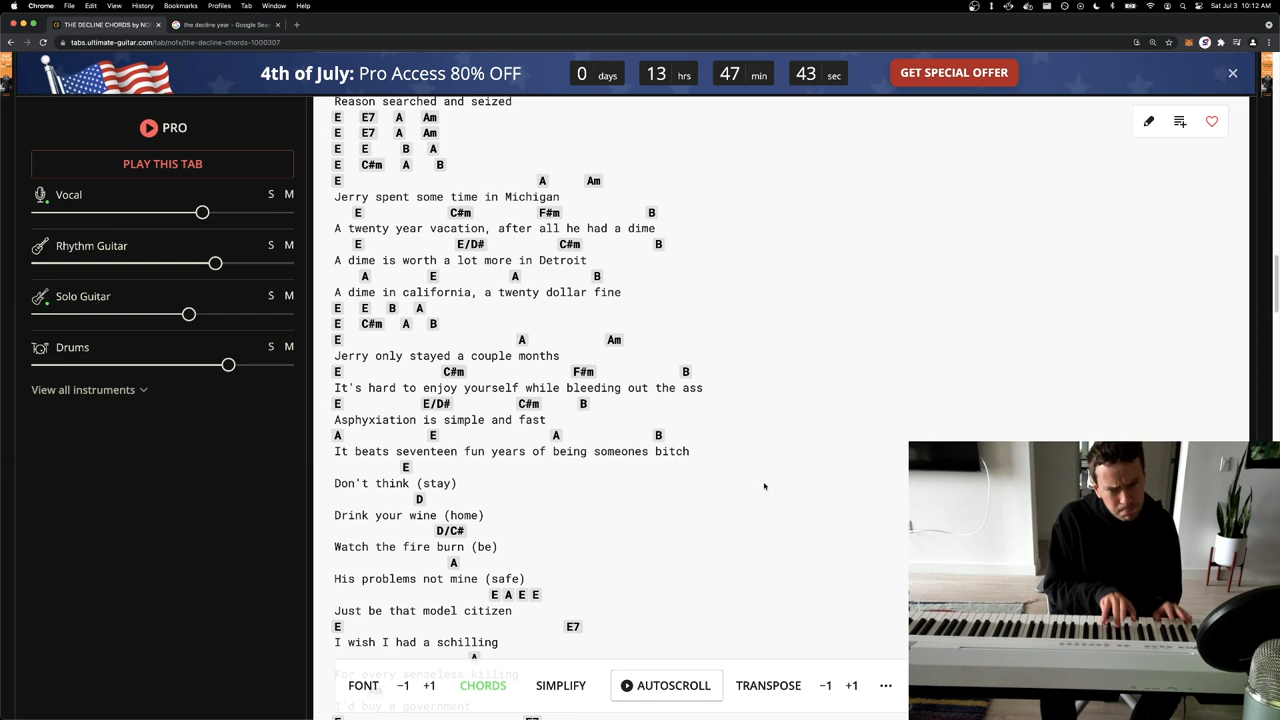 Chrome File Edit View History Bookmarks Profiles Tab Window Help Sat Jul 3 10:12 AM
THE DECLINE CHORDS by NO the decline year - Google Sea
tabs.ultimate-guitar.com/tab/nofx/the-decline-chords-1000307
4th of July: Pro Access 80% OFF 0 days 13 hrs 47 min 43 sec GET SPECIAL OFFER
PRO
PLAY THIS TAB
Vocal S M
Rhythm Guitar S M
Solo Guitar S M
Drums S M
View all instruments
Reason searched and seized
E E7 A Am
E E7 A Am
E E B A
E C#m A B
E A Am
Jerry spent some time in Michigan
E C#m F#m B
A twenty year vacation, after all he had a dime
E E/D# C#m B
A dime is worth a lot more in Detroit
A E A B
A dime in california, a twenty dollar fine
E E B A
E C#m A B
E A Am
Jerry only stayed a couple months
E C#m F#m B
It's hard to enjoy yourself while bleeding out the ass
E E/D# C#m B
Asphyxiation is simple and fast
A E A B
It beats seventeen fun years of being someones bitch
E
Don't think (stay)
D
Drink your wine (home)
D/C#
Watch the fire burn (be)
A
His problems not mine (safe)
E A E E
Just be that model citizen
E E7
I wish I had a schilling
A
For every senseless killing
I'd buy a government
E E7
FONT −1 +1 CHORDS SIMPLIFY AUTOSCROLL TRANSPOSE −1 +1